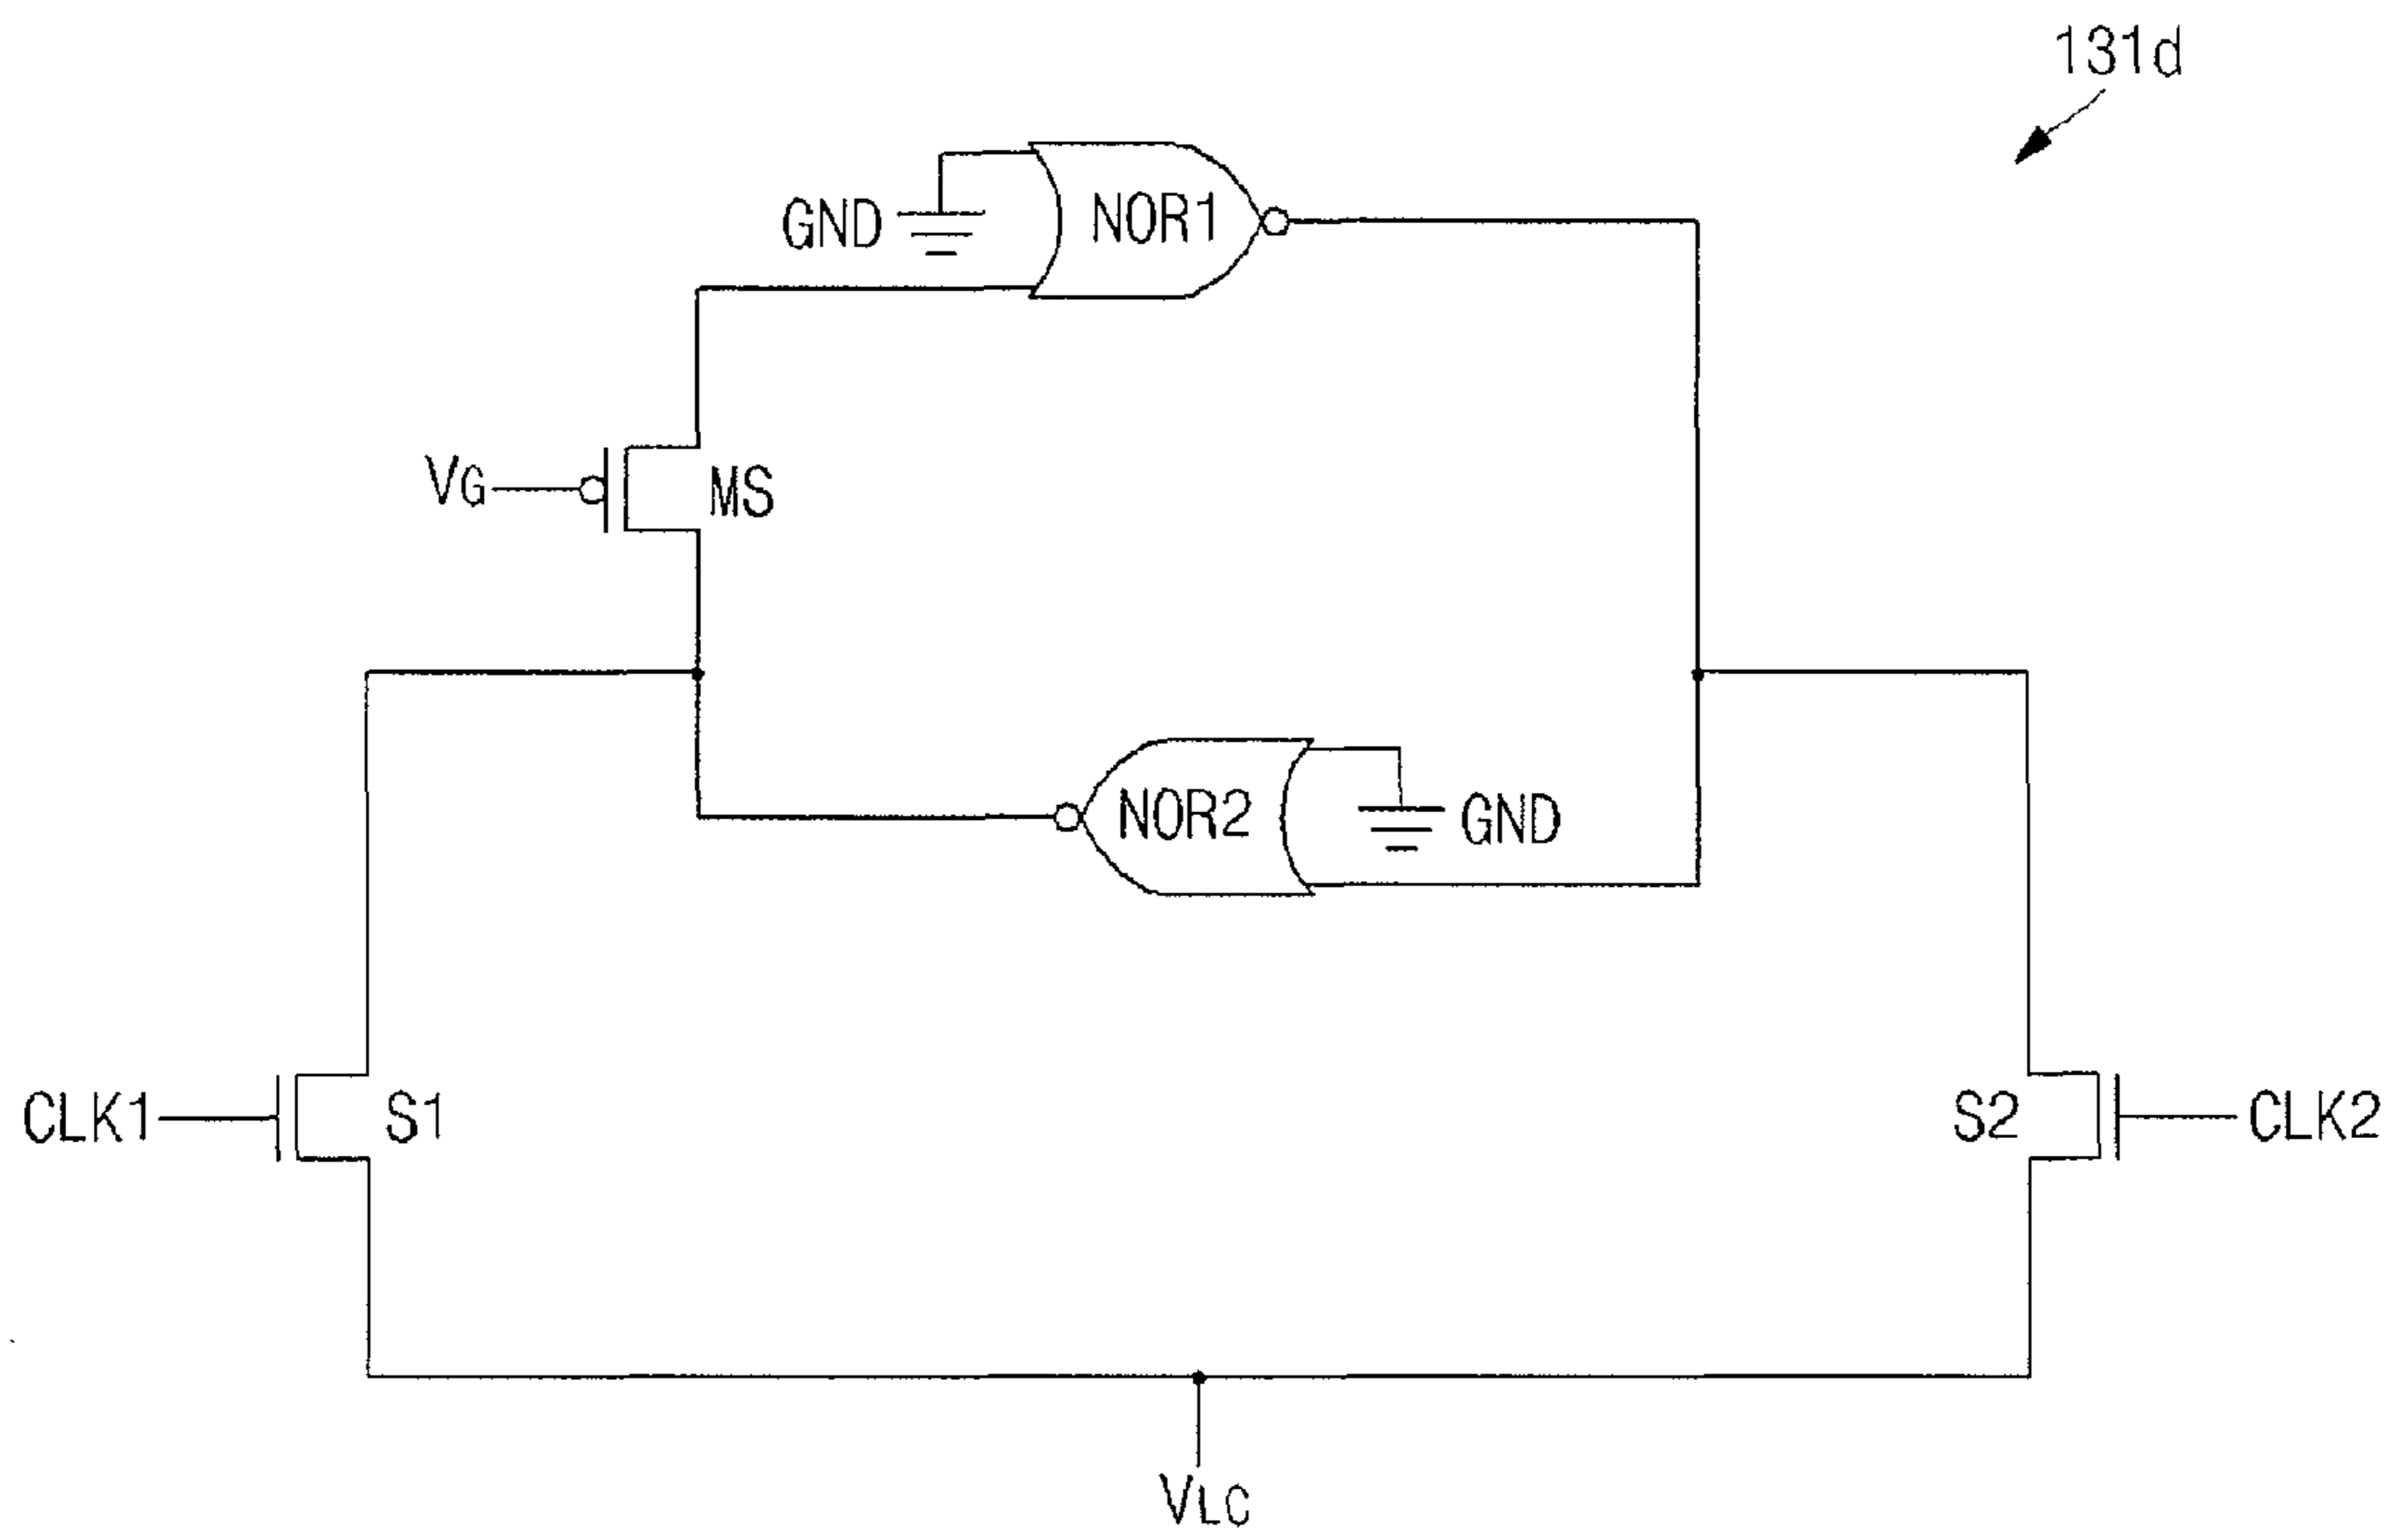 131d
GND
NOR1
VG
MS
NOR2
GND
CLK1
S1
S2
CLK2
VLC